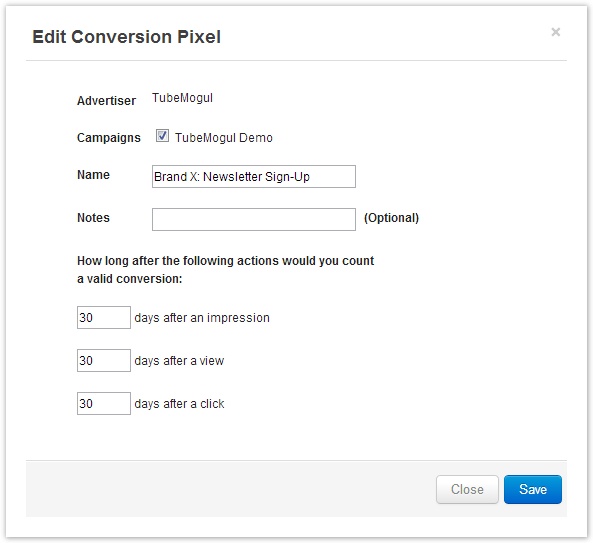 Edit Conversion Pixel ×
Advertiser TubeMogul
Campaigns TubeMogul Demo
Name Brand X: Newsletter Sign-Up
Notes (Optional)
How long after the following actions would you count
a valid conversion:
30 days after an impression
30 days after a view
30 days after a click
Close Save